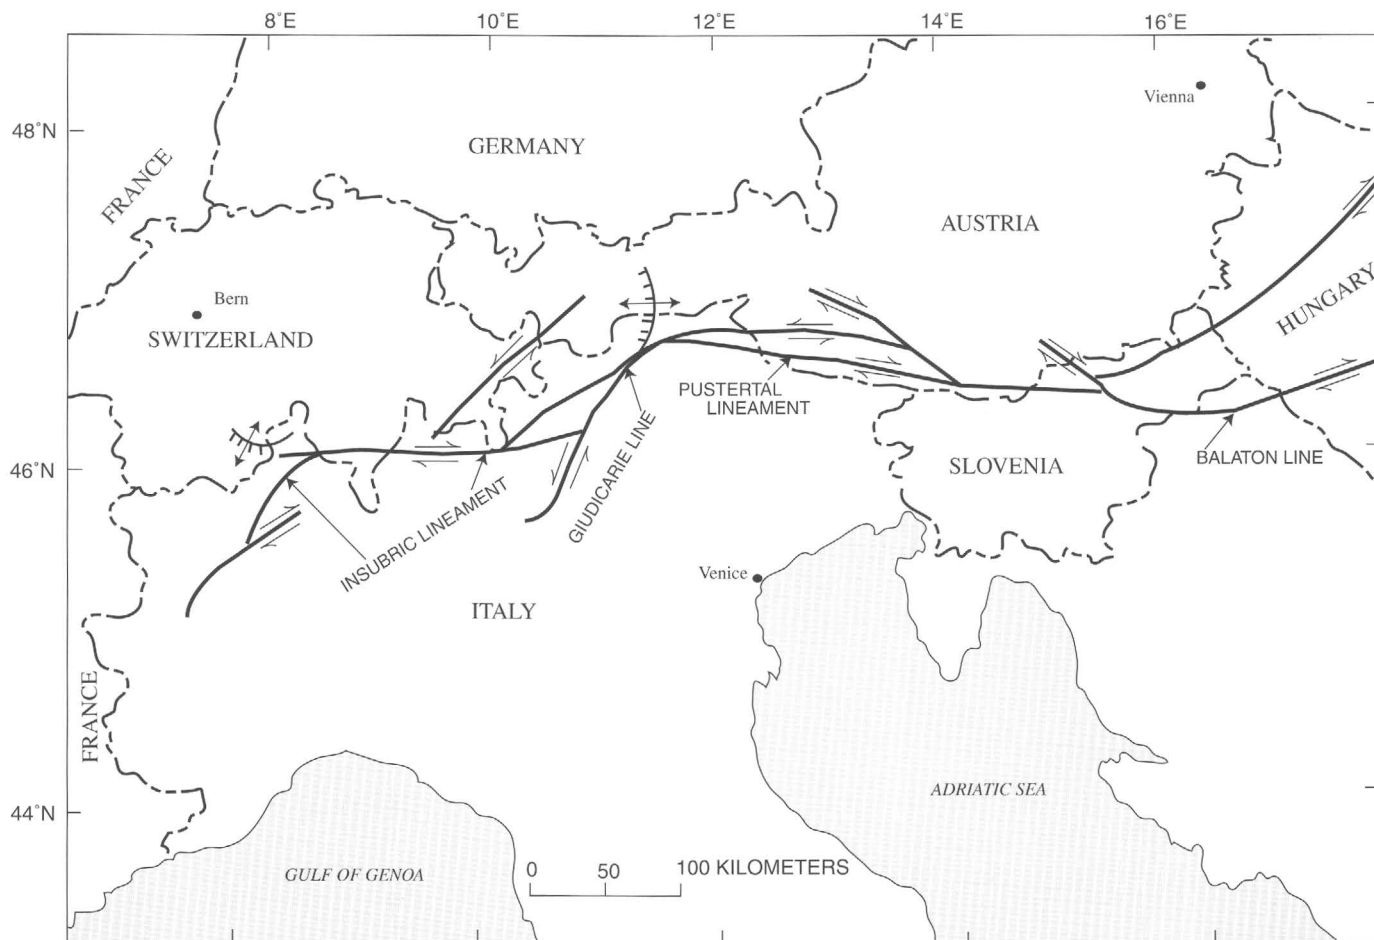 8°E
10°E
12°E
14°E
16°E
48°N
46°N
44°N
FRANCE
GERMANY
Vienna
AUSTRIA
HUNGARY
Bern
SWITZERLAND
PUSTERTAL
LINEAMENT
INSUBRIC LINEAMENT
GIUDICARIE LINE
SLOVENIA
BALATON LINE
Venice
ITALY
FRANCE
ADRIATIC SEA
GULF OF GENOA
0 50 100 KILOMETERS